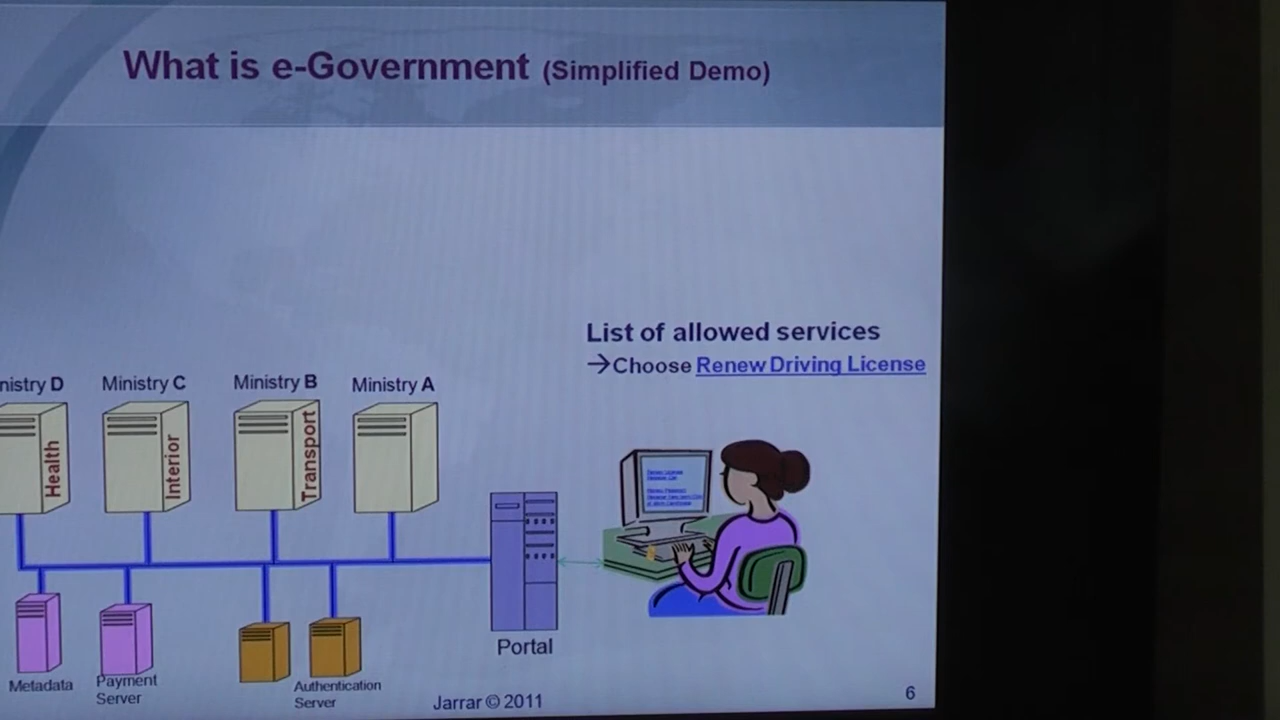 What is e-Government (Simplified Demo)
List of allowed services
→Choose Renew Driving License
nistry D
Ministry C
Ministry B
Ministry A
Health
Interior
Transport
Portal
Metadata
Payment
Server
Authentication
Server
Jarrar © 2011
6